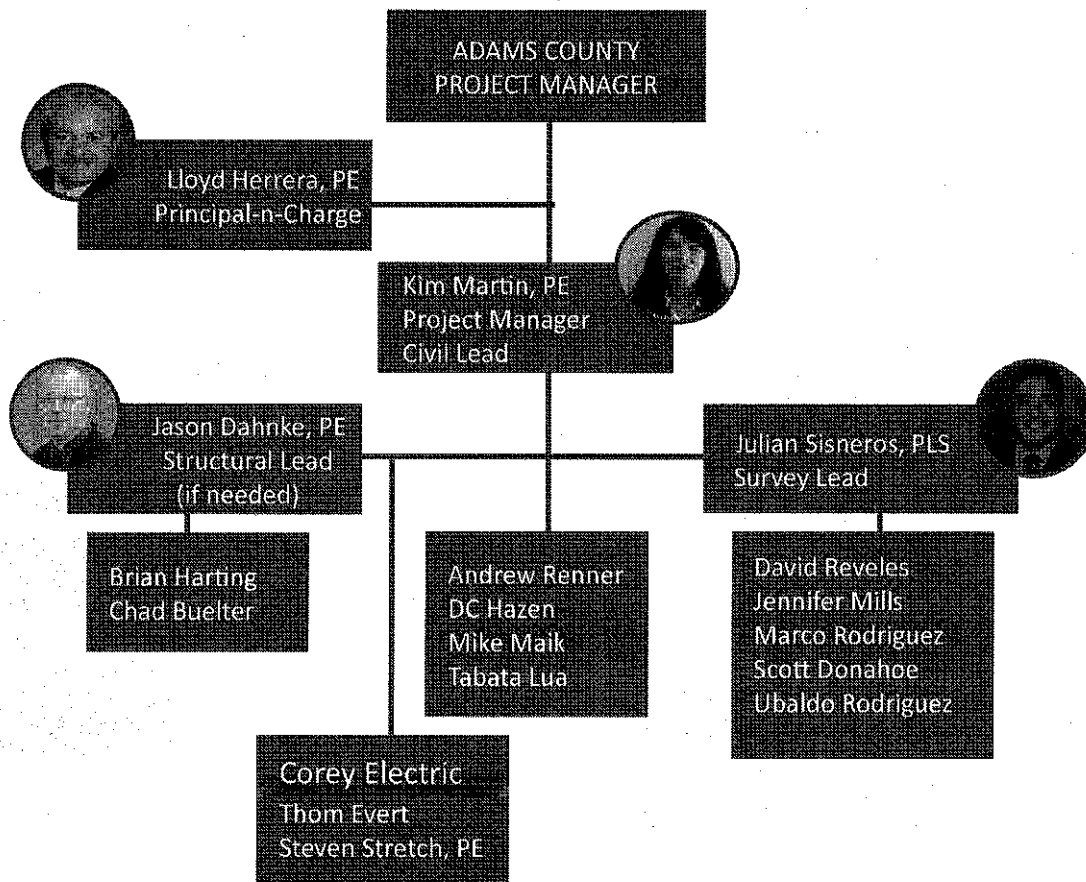 ADAMS COUNTY
PROJECT MANAGER
Lloyd Herrera, PE
Principal-n-Charge
Kim Martin, PE
Project Manager
Civil Lead
Jason Dahnke, PE
Structural Lead
(if needed)
Julian Sisneros, PLS
Survey Lead
Brian Harting
Chad Buelter
Andrew Renner
DC Hazen
Mike Maik
Tabata Lua
David Reveles
Jennifer Mills
Marco Rodriguez
Scott Donahoe
Ubaldo Rodriguez
Corey Electric
Thom Evert
Steven Stretch, PE